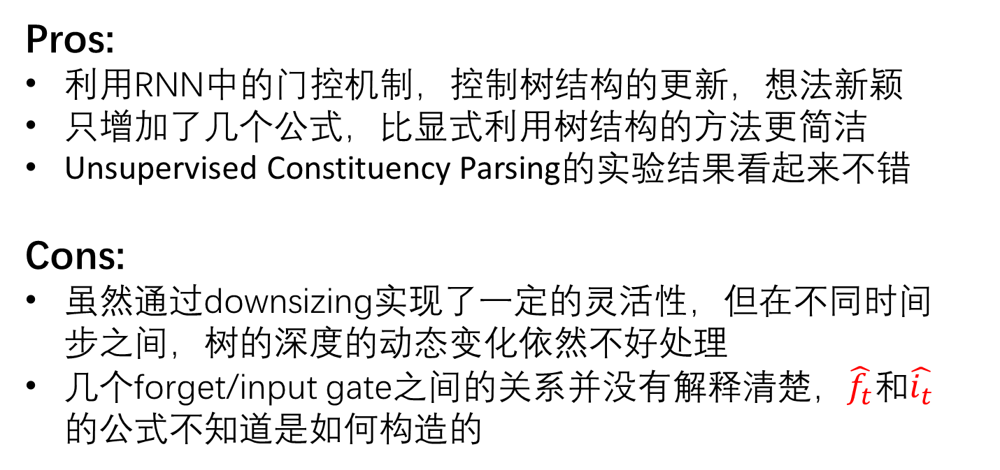 Pros:
• 利用RNN中的门控机制，控制树结构的更新，想法新颖
• 只增加了几个公式，比显式利用树结构的方法更简洁
• Unsupervised Constituency Parsing的实验结果看起来不错
Cons:
• 虽然通过downsizing实现了一定的灵活性，但在不同时间
步之间，树的深度的动态变化依然不好处理
• 几个forget/input gate之间的关系并没有解释清楚，$\widehat{f_t}$和$\widehat{i_t}$
的公式不知道是如何构造的